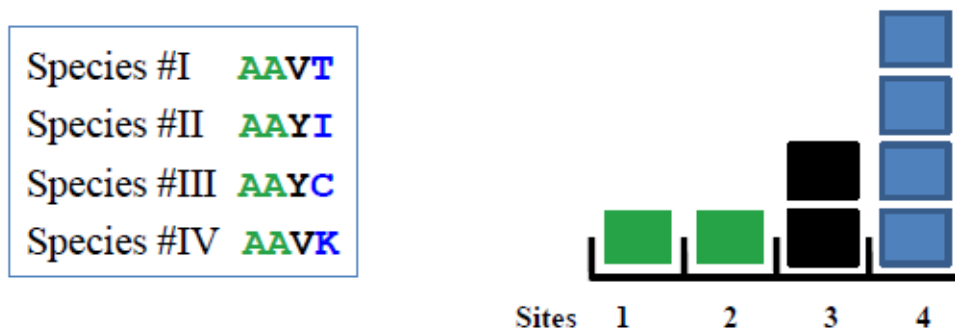 Species #I AAVT
Species #II AAYI
Species #III AAYC
Species #IV AAVK
Sites 1 2 3 4